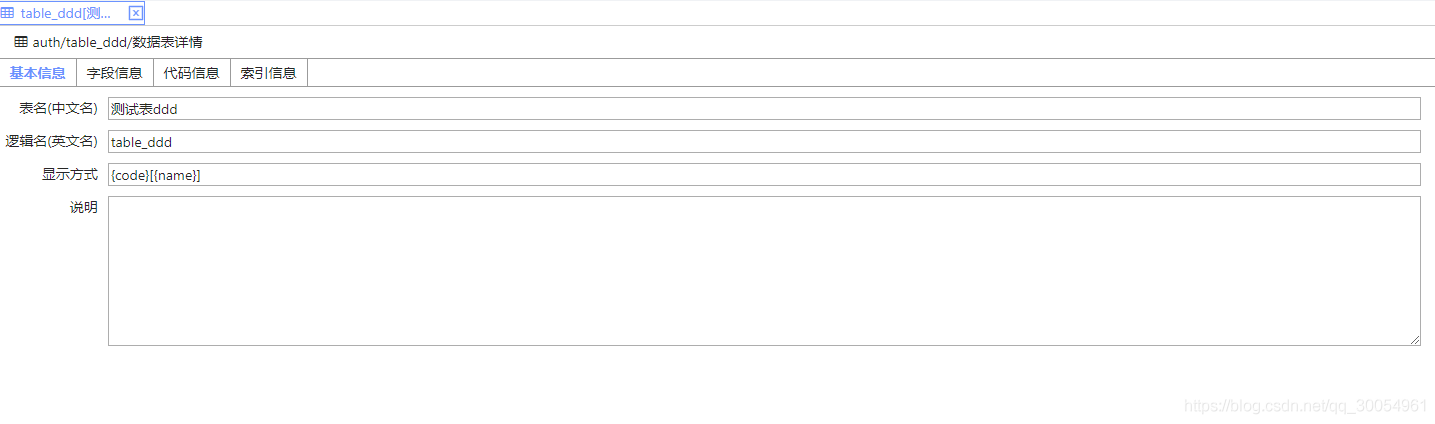 table_ddd[测...
auth/table_ddd/数据表详情
基本信息 字段信息 代码信息 索引信息
表名(中文名) 测试表ddd
逻辑名(英文名) table_ddd
显示方式 {code}[{name}]
说明
https://blog.csdn.net/qq_30054961